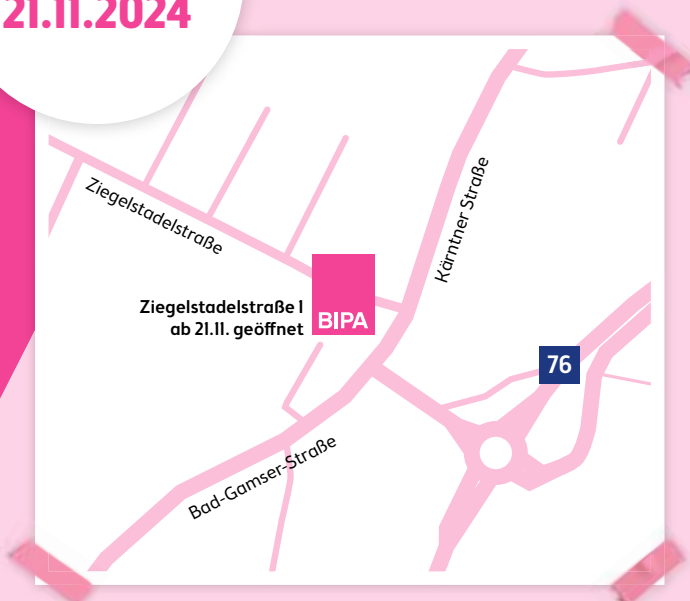 21.11.2024
Ziegelstadelstraße
Kärntner Straße
Ziegelstadelstraße 1
ab 21.11. geöffnet
BIPA
76
Bad-Gamser-Straße